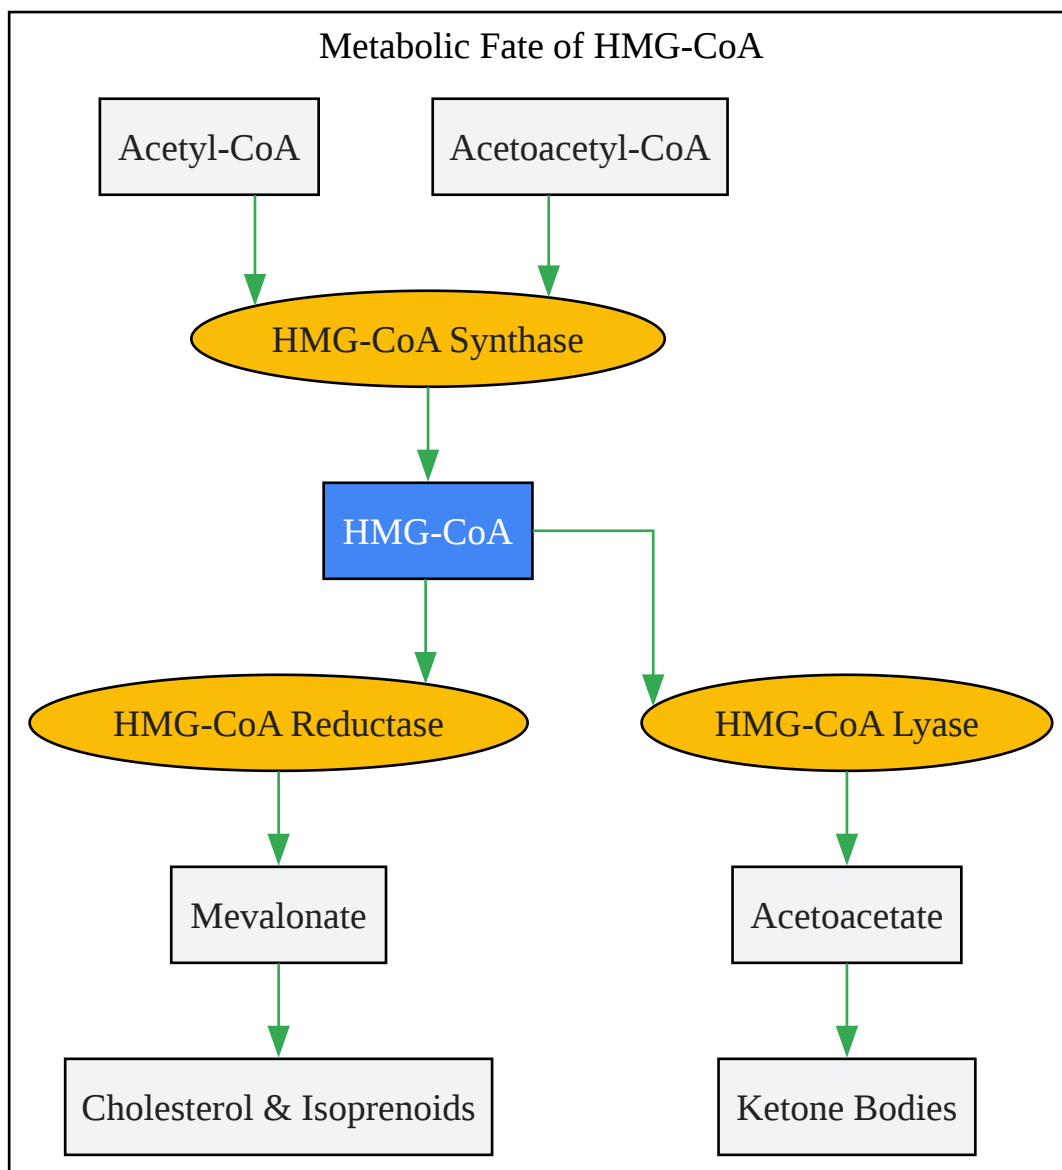 Metabolic Fate of HMG-CoA
Acetyl-CoA
Acetoacetyl-CoA
HMG-CoA Synthase
HMG-CoA
HMG-CoA Reductase
HMG-CoA Lyase
Mevalonate
Acetoacetate
Cholesterol & Isoprenoids
Ketone Bodies